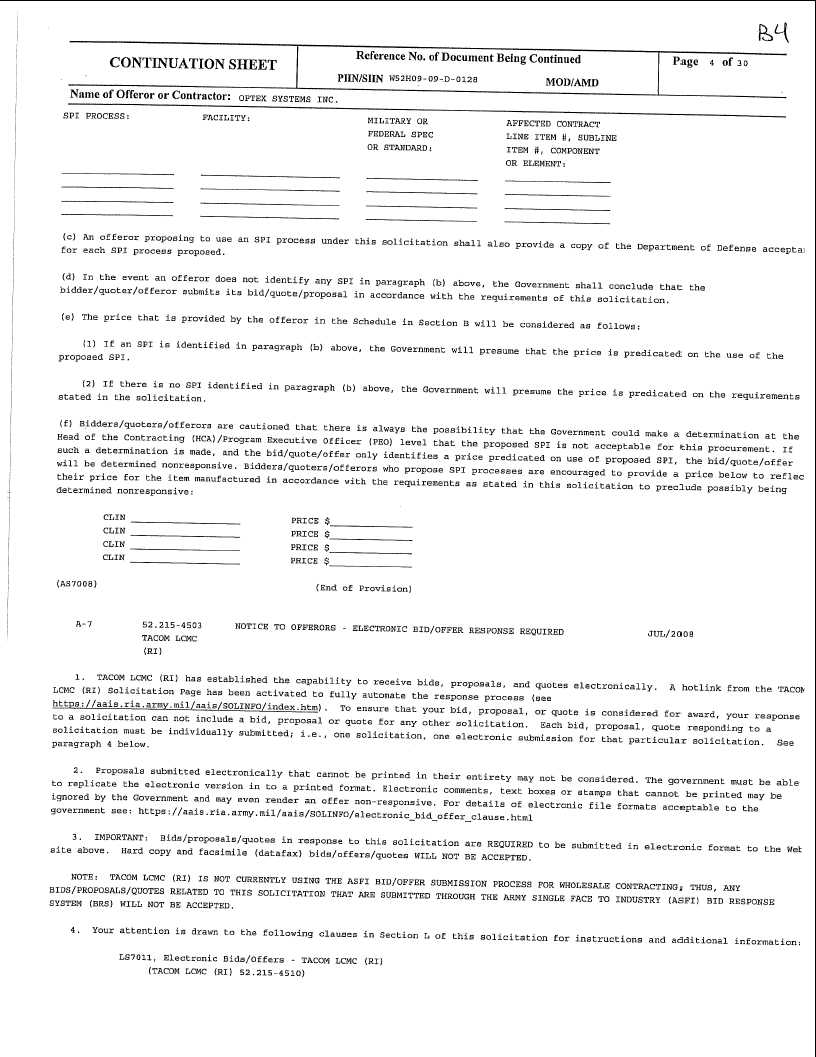 B4
CONTINUATION SHEET
Reference No. of Document Being Continued
PIIN/SIIN W52H09-09-D-0128 MOD/AMD
Page 4 of 30
Name of Offeror or Contractor: OPTEX SYSTEMS INC.
SPI PROCESS: FACILITY: MILITARY OR FEDERAL SPEC OR STANDARD: AFFECTED CONTRACT LINE ITEM #, SUBLINE ITEM #, COMPONENT OR ELEMENT:
(c) An offeror proposing to use an SPI process under this solicitation shall also provide a copy of the Department of Defense accepta
for each SPI process proposed.
(d) In the event an offeror does not identify any SPI in paragraph (b) above, the Government shall conclude that the
bidder/quoter/offeror submits its bid/quote/proposal in accordance with the requirements of this solicitation.
(e) The price that is provided by the offeror in the Schedule in Section B will be considered as follows:
(1) If an SPI is identified in paragraph (b) above, the Government will presume that the price is predicated on the use of the
proposed SPI.
(2) If there is no SPI identified in paragraph (b) above, the Government will presume the price is predicated on the requirements
stated in the solicitation.
(f) Bidders/quoters/offerors are cautioned that there is always the possibility that the Government could make a determination at the
Head of the Contracting (HCA)/Program Executive Officer (PEO) level that the proposed SPI is not acceptable for this procurement. If
such a determination is made, and the bid/quote/offer only identifies a price predicated on use of proposed SPI, the bid/quote/offer
will be determined nonresponsive. Bidders/quoters/offerors who propose SPI processes are encouraged to provide a price below to reflec
their price for the item manufactured in accordance with the requirements as stated in this solicitation to preclude possibly being
determined nonresponsive:
CLIN ____________________ PRICE $_______________
CLIN ____________________ PRICE $_______________
CLIN ____________________ PRICE $_______________
CLIN ____________________ PRICE $_______________
(AS7008) (End of Provision)
A-7 52.215-4503 NOTICE TO OFFERORS - ELECTRONIC BID/OFFER RESPONSE REQUIRED JUL/2008
TACOM LCMC
(RI)
1. TACOM LCMC (RI) has established the capability to receive bids, proposals, and quotes electronically. A hotlink from the TACOM
LCMC (RI) Solicitation Page has been activated to fully automate the response process (see
https://aais.ria.army.mil/aais/SOLINFO/index.htm). To ensure that your bid, proposal, or quote is considered for award, your response
to a solicitation can not include a bid, proposal or quote for any other solicitation. Each bid, proposal, quote responding to a
solicitation must be individually submitted; i.e., one solicitation, one electronic submission for that particular solicitation. See
paragraph 4 below.
2. Proposals submitted electronically that cannot be printed in their entirety may not be considered. The government must be able
to replicate the electronic version in to a printed format. Electronic comments, text boxes or stamps that cannot be printed may be
ignored by the Government and may even render an offer non-responsive. For details of electronic file formats acceptable to the
government see: https://aais.ria.army.mil/aais/SOLINFO/electronic_bid_offer_clause.html
3. IMPORTANT: Bids/proposals/quotes in response to this solicitation are REQUIRED to be submitted in electronic format to the Web
site above. Hard copy and facsimile (datafax) bids/offers/quotes WILL NOT BE ACCEPTED.
NOTE: TACOM LCMC (RI) IS NOT CURRENTLY USING THE ASFI BID/OFFER SUBMISSION PROCESS FOR WHOLESALE CONTRACTING; THUS, ANY
BIDS/PROPOSALS/QUOTES RELATED TO THIS SOLICITATION THAT ARE SUBMITTED THROUGH THE ARMY SINGLE FACE TO INDUSTRY (ASFI) BID RESPONSE
SYSTEM (BRS) WILL NOT BE ACCEPTED.
4. Your attention is drawn to the following clauses in Section L of this solicitation for instructions and additional information:
LS7011, Electronic Bids/Offers - TACOM LCMC (RI)
(TACOM LCMC (RI) 52.215-4510)